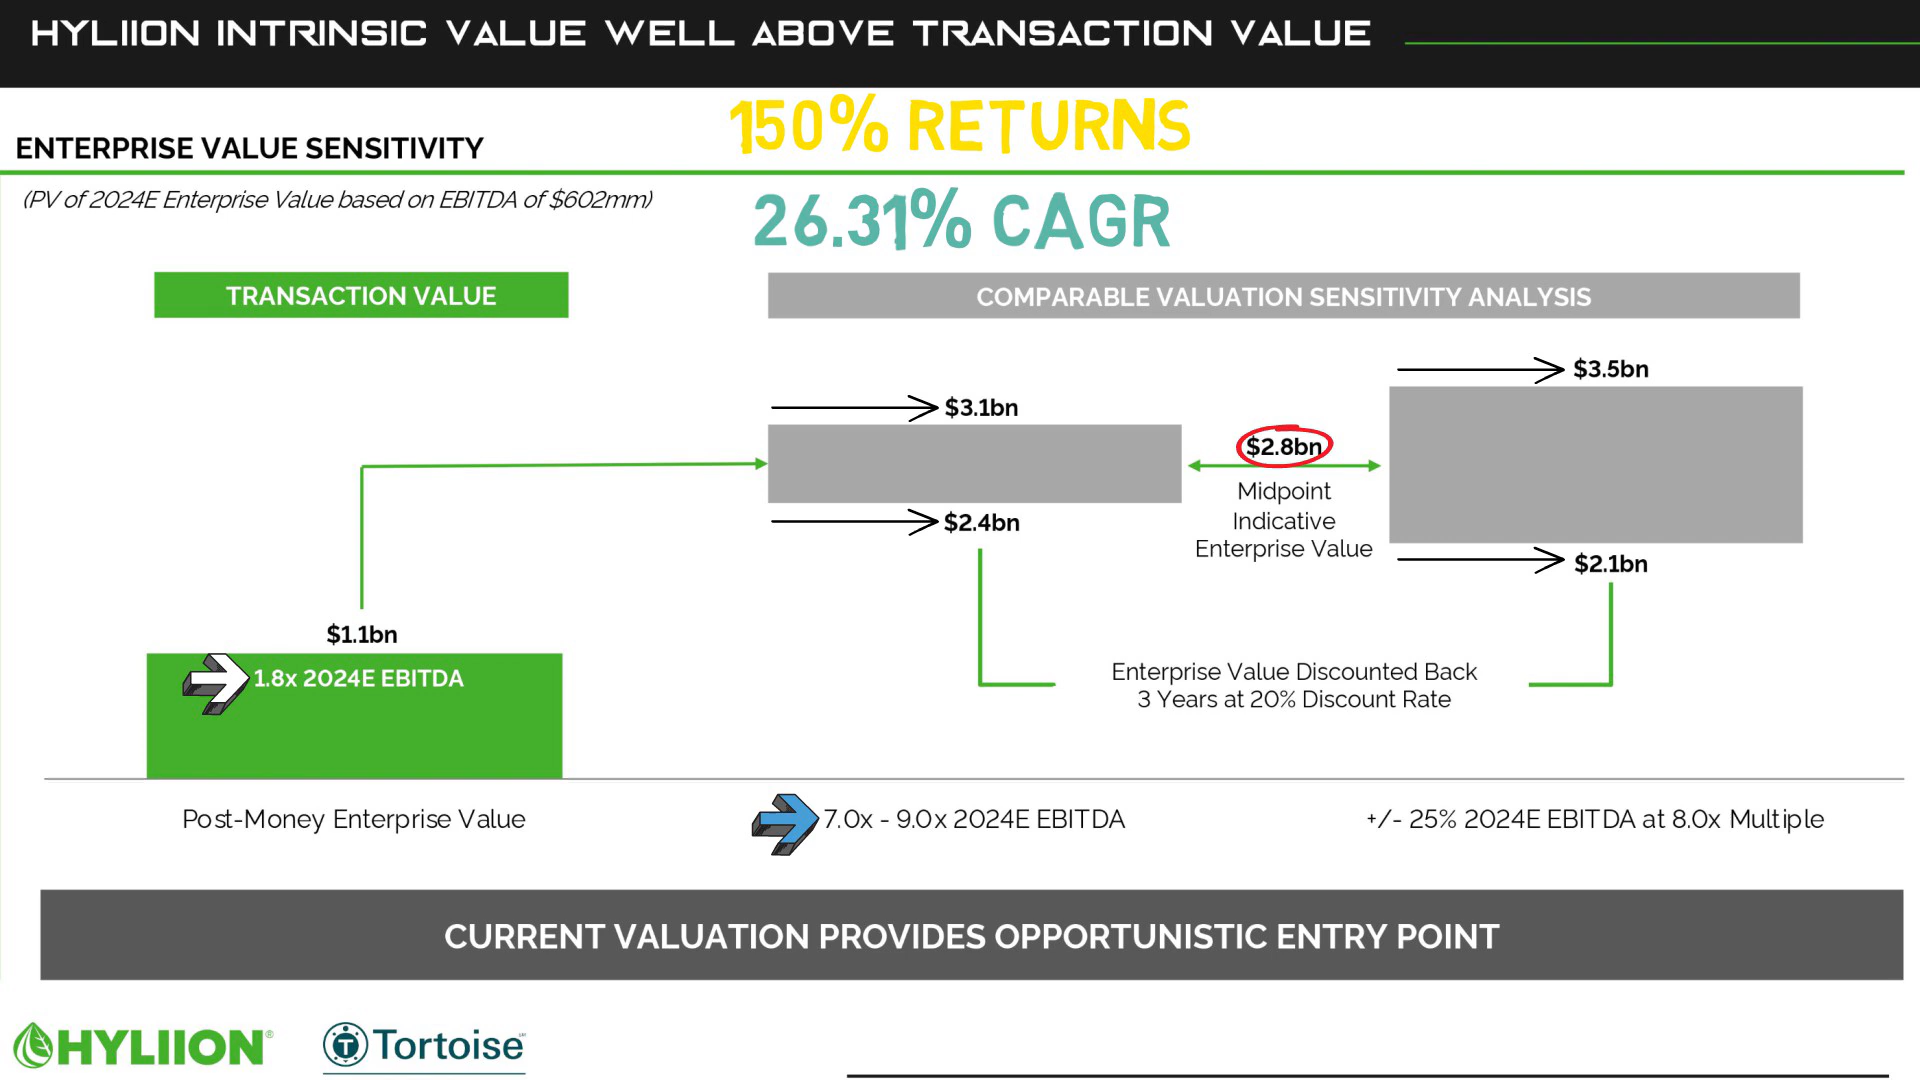 HYLIION INTRINSIC VALUE WELL ABOVE TRANSACTION VALUE
150% RETURNS
ENTERPRISE VALUE SENSITIVITY
(PV of 2024E Enterprise Value based on EBITDA of $602mm)
26.31% CAGR
TRANSACTION VALUE
COMPARABLE VALUATION SENSITIVITY ANALYSIS
$3.5bn
$3.1bn
$2.8bn
Midpoint
Indicative
Enterprise Value
$2.4bn
$2.1bn
$1.1bn
1.8x 2024E EBITDA
Enterprise Value Discounted Back
3 Years at 20% Discount Rate
Post-Money Enterprise Value
7.0x - 9.0x 2024E EBITDA
+/- 25% 2024E EBITDA at 8.0x Multiple
CURRENT VALUATION PROVIDES OPPORTUNISTIC ENTRY POINT
HYLIION®
Tortoise